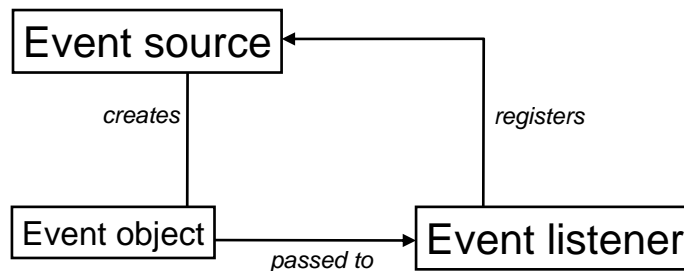 Event source
creates
registers
Event object
Event listener
passed to